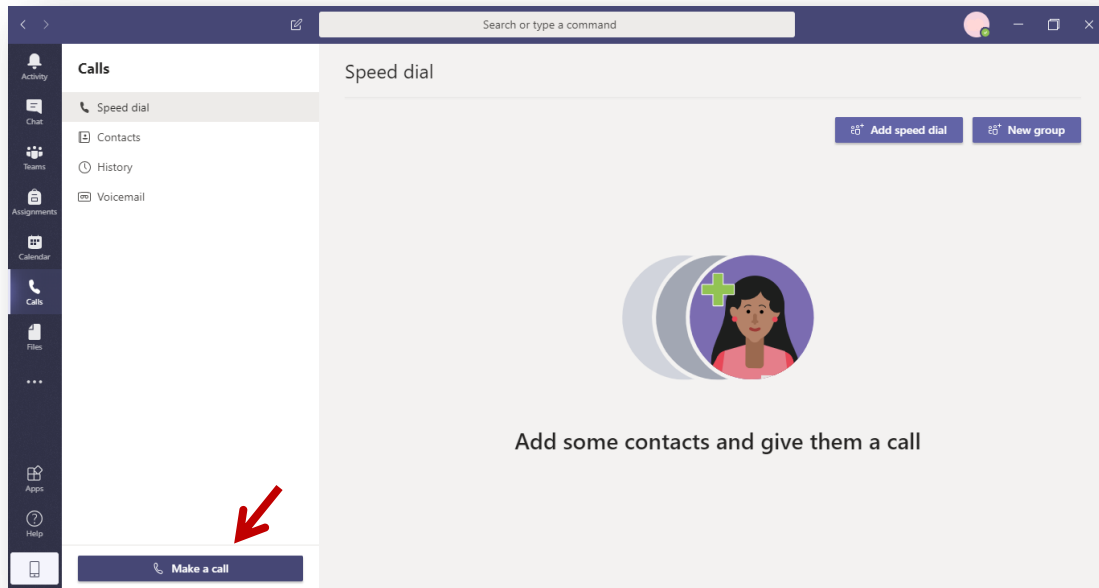 Search or type a command
Activity
Chat
Teams
Assignments
Calendar
Calls
Files
Apps
Help
Calls
Speed dial
Contacts
History
Voicemail
Make a call
Speed dial
Add speed dial
New group
Add some contacts and give them a call